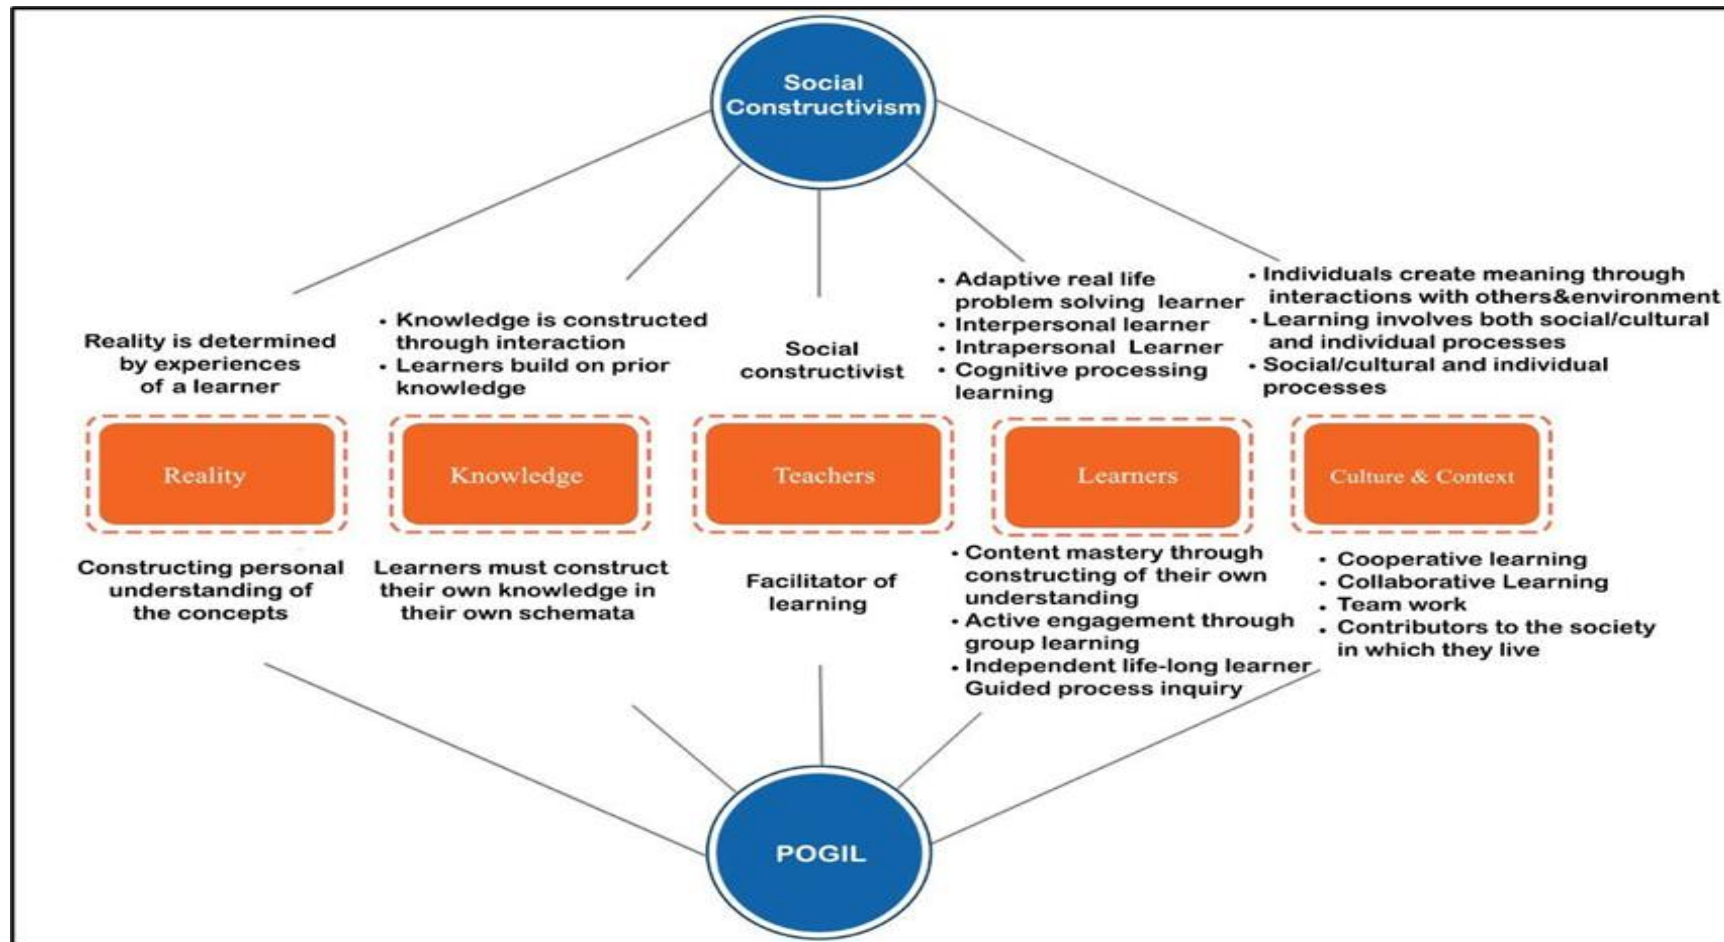 Social
Constructivism
Reality is determined
by experiences
of a learner
• Knowledge is constructed
through interaction
• Learners build on prior
knowledge
Social
constructivist
• Adaptive real life
problem solving learner
• Interpersonal learner
• Intrapersonal Learner
• Cognitive processing
learning
• Individuals create meaning through
interactions with others&environment
• Learning involves both social/cultural
and individual processes
• Social/cultural and individual
processes
Reality
Knowledge
Teachers
Learners
Culture & Context
Constructing personal
understanding of
the concepts
Learners must construct
their own knowledge in
their own schemata
Facilitator of
learning
• Content mastery through
constructing of their own
understanding
• Active engagement through
group learning
• Independent life-long learner
Guided process inquiry
• Cooperative learning
• Collaborative Learning
• Team work
• Contributors to the society
in which they live
POGIL